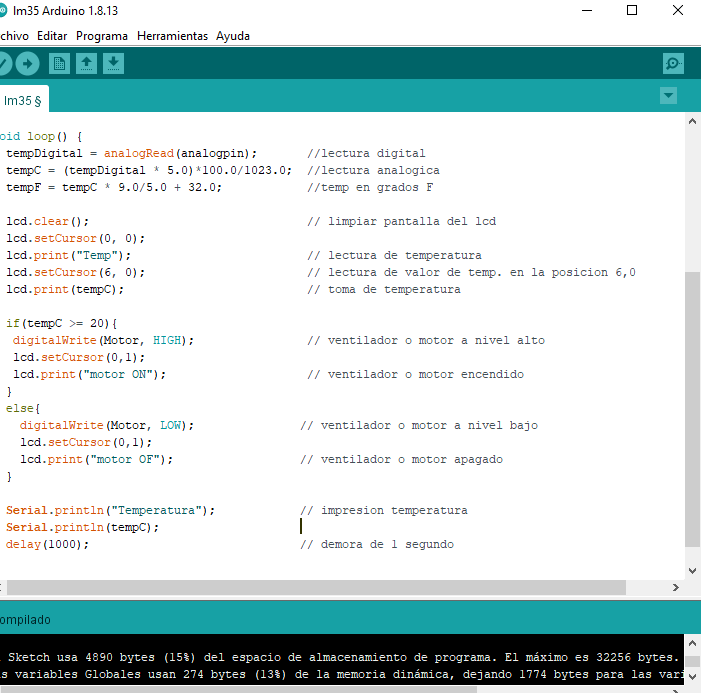 lm35 Arduino 1.8.13
chivo Editar Programa Herramientas Ayuda
lm35 §
oid loop() {
tempDigital = analogRead(analogpin); //lectura digital
tempC = (tempDigital * 5.0)*100.0/1023.0; //lectura analogica
tempF = tempC * 9.0/5.0 + 32.0; //temp en grados F
lcd.clear(); // limpiar pantalla del lcd
lcd.setCursor(0, 0);
lcd.print("Temp"); // lectura de temperatura
lcd.setCursor(6, 0); // lectura de valor de temp. en la posicion 6,0
lcd.print(tempC); // toma de temperatura
if(tempC >= 20){
digitalWrite(Motor, HIGH); // ventilador o motor a nivel alto
lcd.setCursor(0,1);
lcd.print("motor ON"); // ventilador o motor encendido
}
else{
digitalWrite(Motor, LOW); // ventilador o motor a nivel bajo
lcd.setCursor(0,1);
lcd.print("motor OF"); // ventilador o motor apagado
}
Serial.println("Temperatura"); // impresion temperatura
Serial.println(tempC);
delay(1000); // demora de 1 segundo
ompilado
Sketch usa 4890 bytes (15%) del espacio de almacenamiento de programa. El máximo es 32256 bytes.
s variables Globales usan 274 bytes (13%) de la memoria dinámica, dejando 1774 bytes para las vari